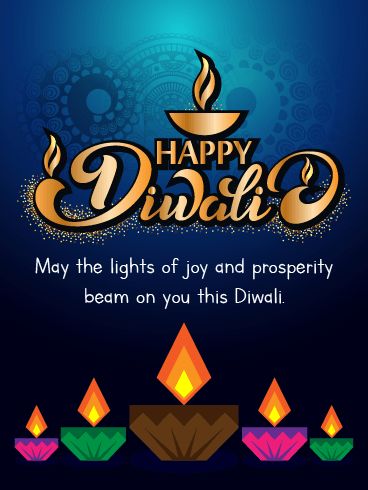 HAPPY
Diwali
May the lights of joy and prosperity
beam on you this Diwali.